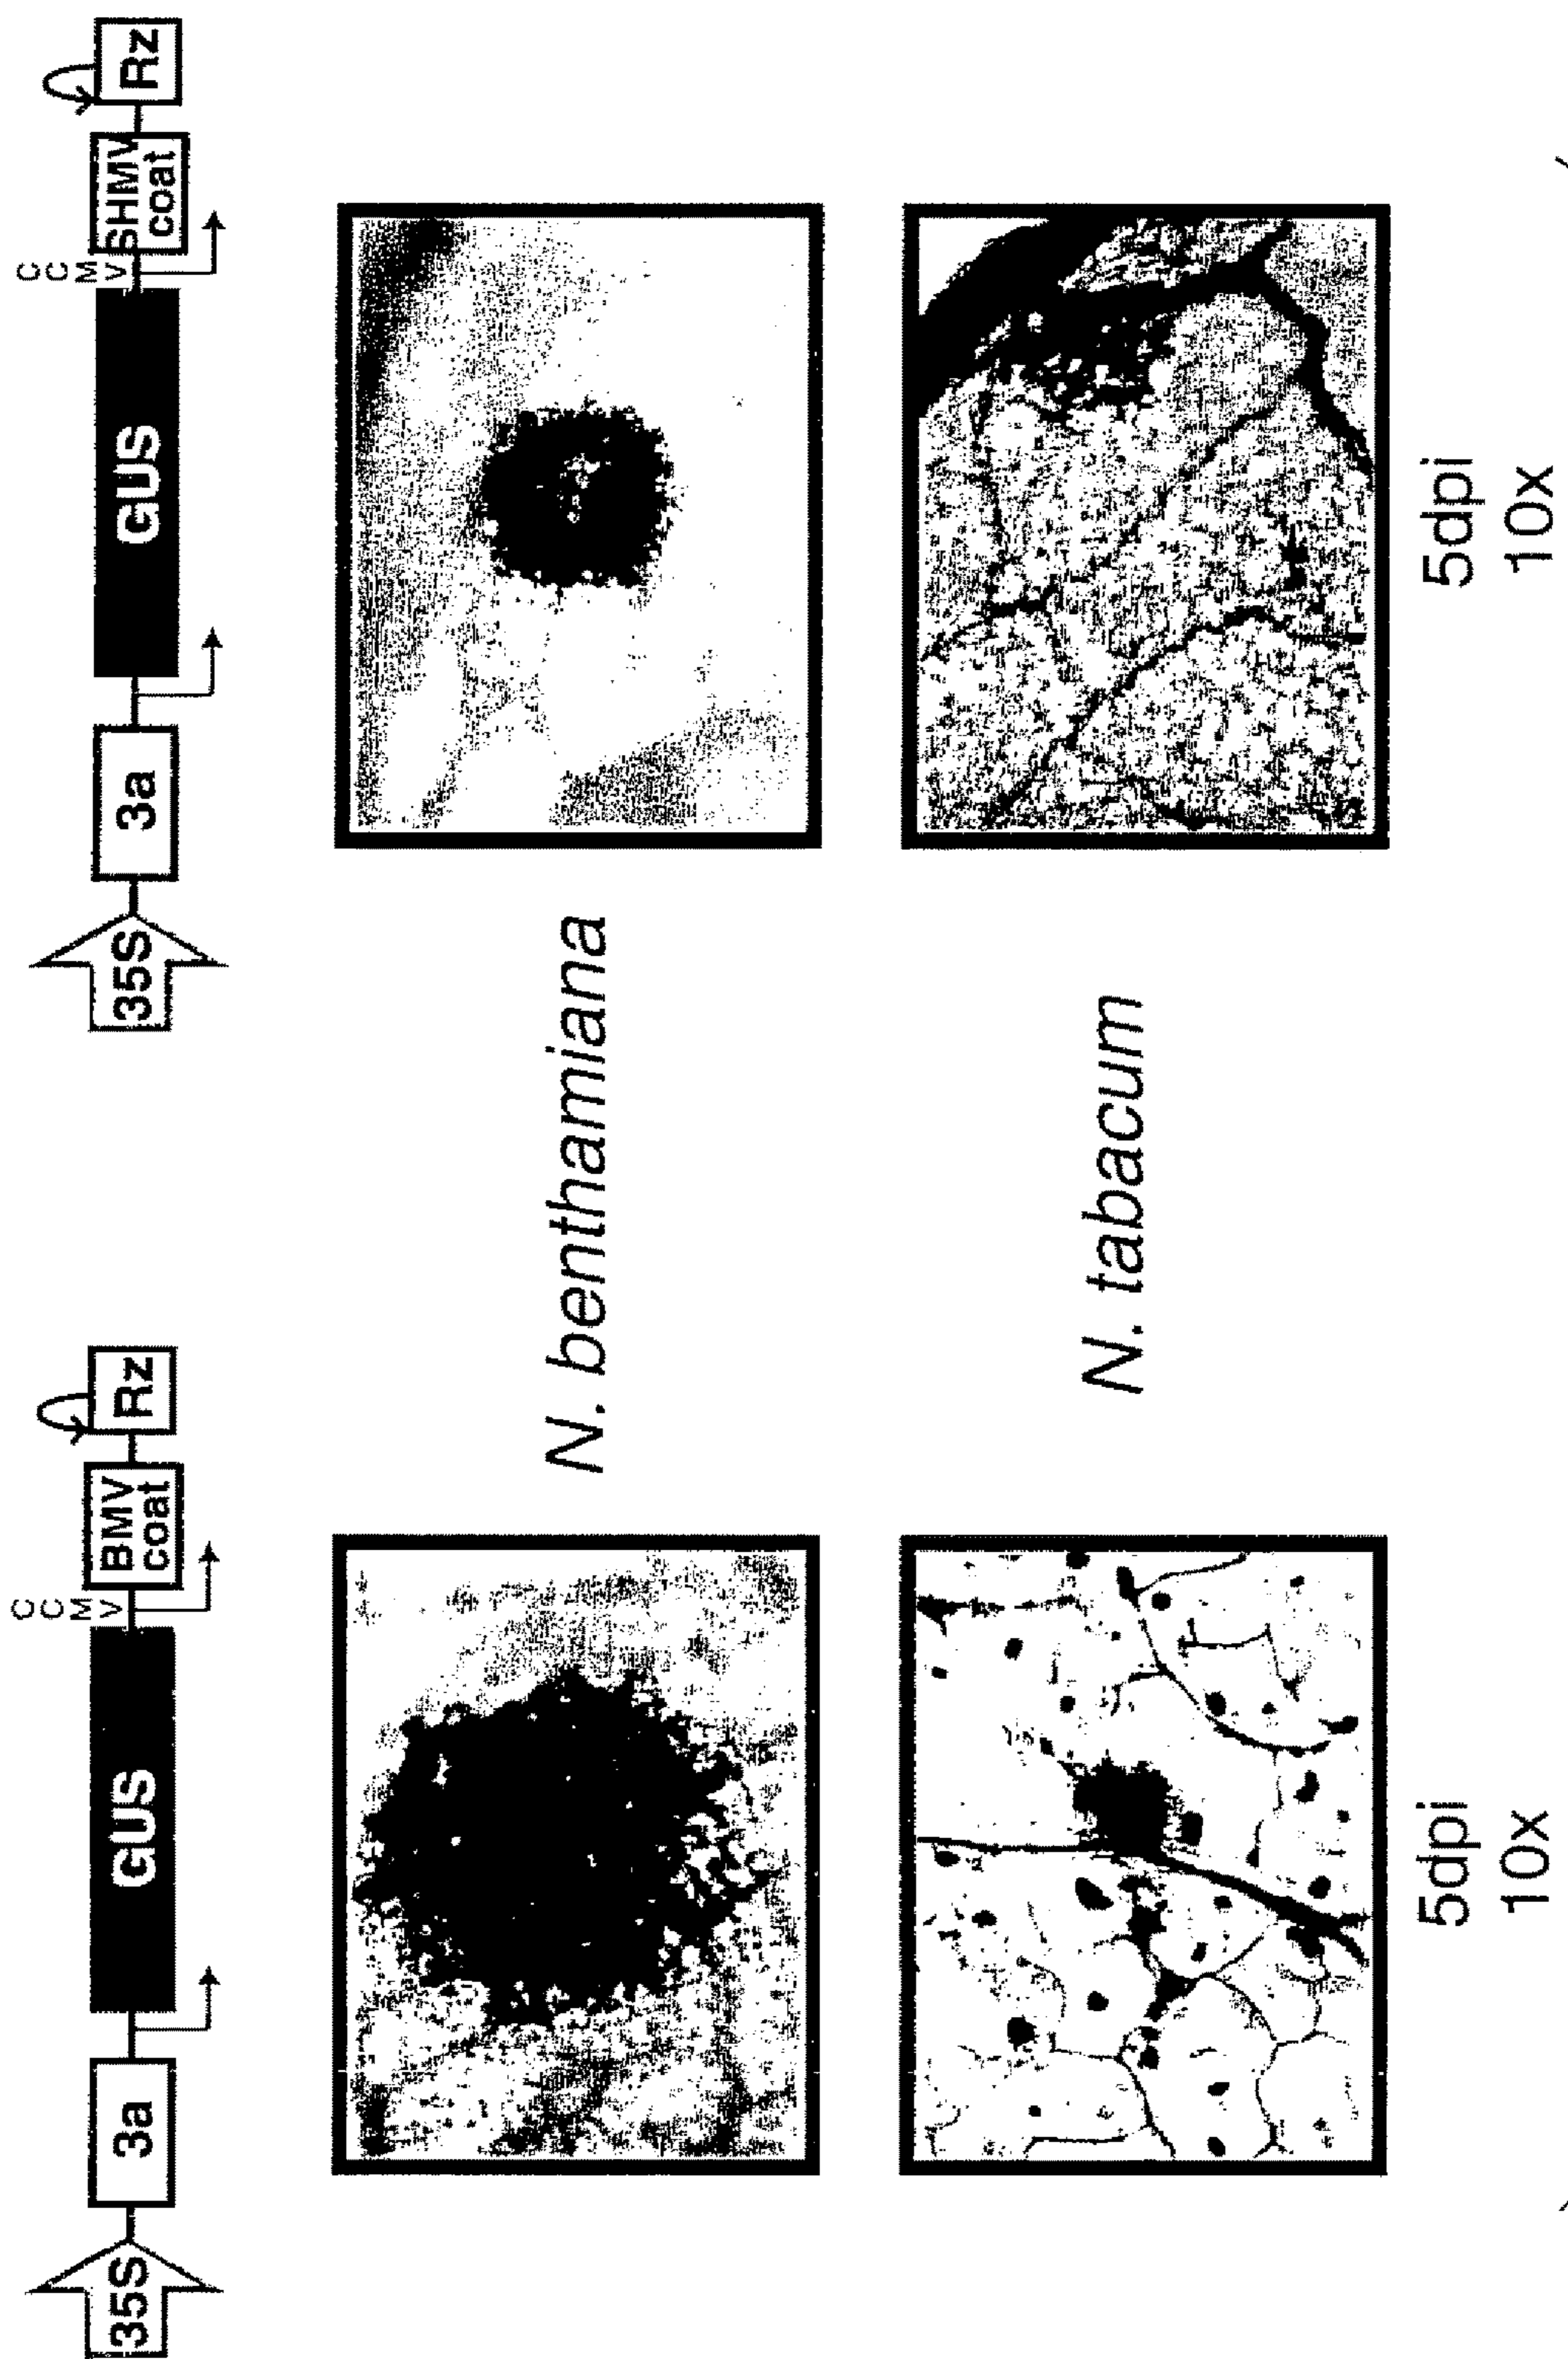 35S 3a GUS CCMV BMV coat Rz
35S 3a GUS CCMV SHMV coat Rz
N. benthamiana
N. tabacum
5dpi
10x
5dpi
10x